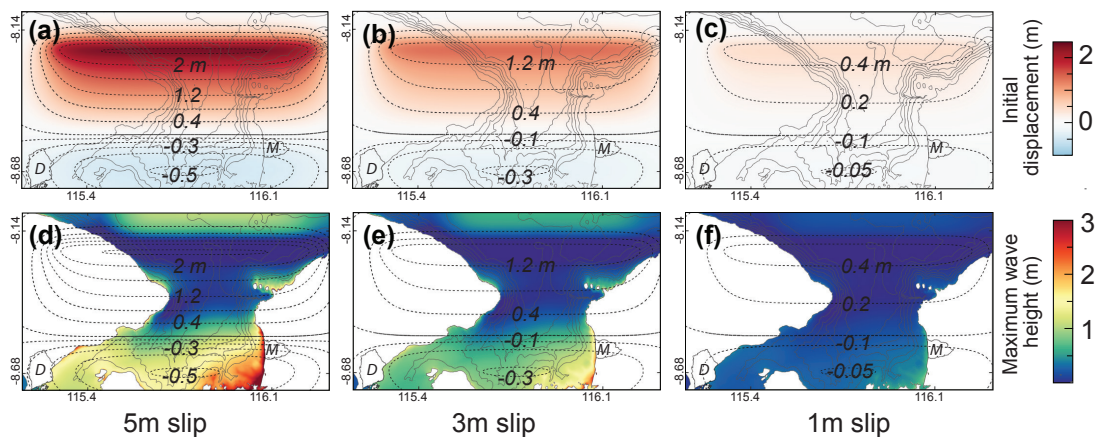 (a)
-8.14
2 m
1.2
0.4
-0.3
-0.5
D
M
-8.68
115.4
116.1
(b)
1.2 m
0.4
-0.1
-0.3
D
M
-8.68
-8.14
115.4
116.1
(c)
0.4 m
0.2
-0.1
-0.05
D
M
-8.68
-8.14
115.4
116.1
Initial
displacement (m)
2
1
0
(d)
-8.14
2 m
1.2
0.4
-0.3
-0.5
D
M
-8.68
115.4
116.1
(e)
-8.14
1.2 m
0.4
-0.1
-0.3
D
M
-8.68
115.4
116.1
(f)
-8.14
0.4 m
0.2
-0.1
-0.05
D
M
-8.68
115.4
116.1
Maximum wave
height (m)
3
2
1
5m slip
3m slip
1m slip